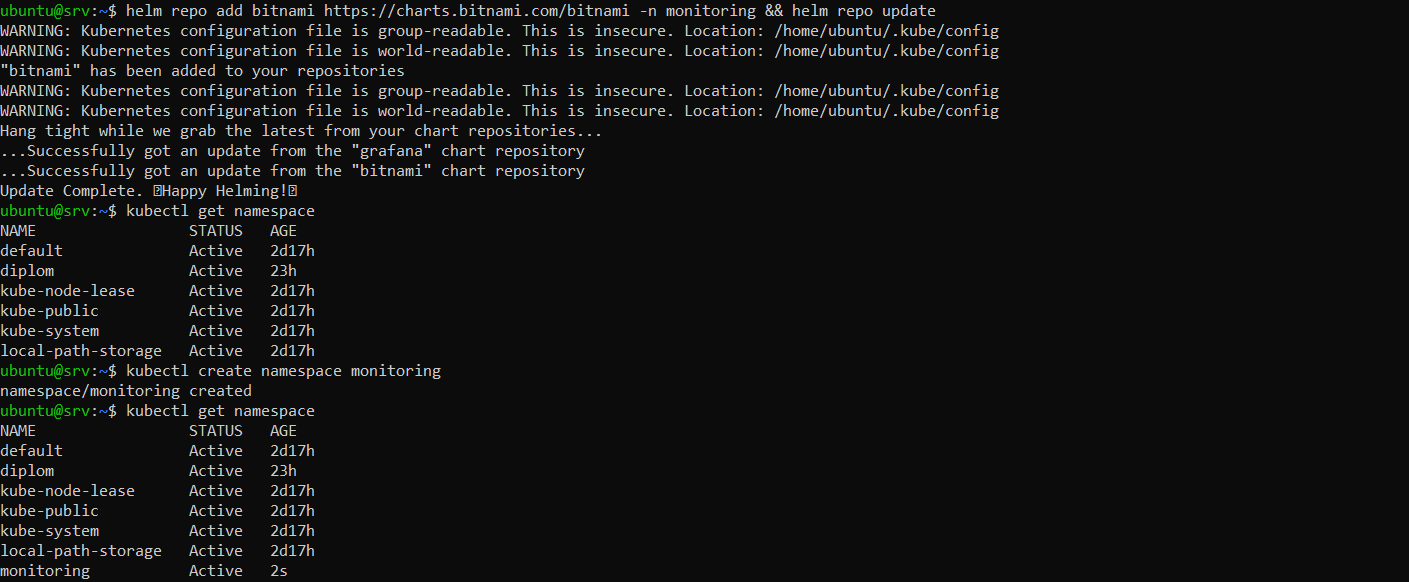 ubuntu@srv:~$ helm repo add bitnami https://charts.bitnami.com/bitnami -n monitoring && helm repo update
WARNING: Kubernetes configuration file is group-readable. This is insecure. Location: /home/ubuntu/.kube/config
WARNING: Kubernetes configuration file is world-readable. This is insecure. Location: /home/ubuntu/.kube/config
"bitnami" has been added to your repositories
WARNING: Kubernetes configuration file is group-readable. This is insecure. Location: /home/ubuntu/.kube/config
WARNING: Kubernetes configuration file is world-readable. This is insecure. Location: /home/ubuntu/.kube/config
Hang tight while we grab the latest from your chart repositories...
...Successfully got an update from the "grafana" chart repository
...Successfully got an update from the "bitnami" chart repository
Update Complete. ⍰Happy Helming!⍰
ubuntu@srv:~$ kubectl get namespace
NAME                 STATUS   AGE
default              Active   2d17h
diplom               Active   23h
kube-node-lease      Active   2d17h
kube-public          Active   2d17h
kube-system          Active   2d17h
local-path-storage   Active   2d17h
ubuntu@srv:~$ kubectl create namespace monitoring
namespace/monitoring created
ubuntu@srv:~$ kubectl get namespace
NAME                 STATUS   AGE
default              Active   2d17h
diplom               Active   23h
kube-node-lease      Active   2d17h
kube-public          Active   2d17h
kube-system          Active   2d17h
local-path-storage   Active   2d17h
monitoring           Active   2s